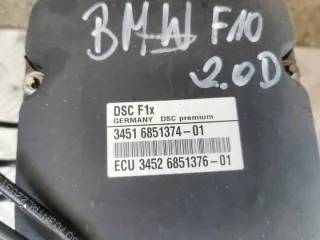 BMW F10
2.0D
DSC F1x
GERMANY DSC premium
3451 6851374-01
ECU 3452 6851376-01